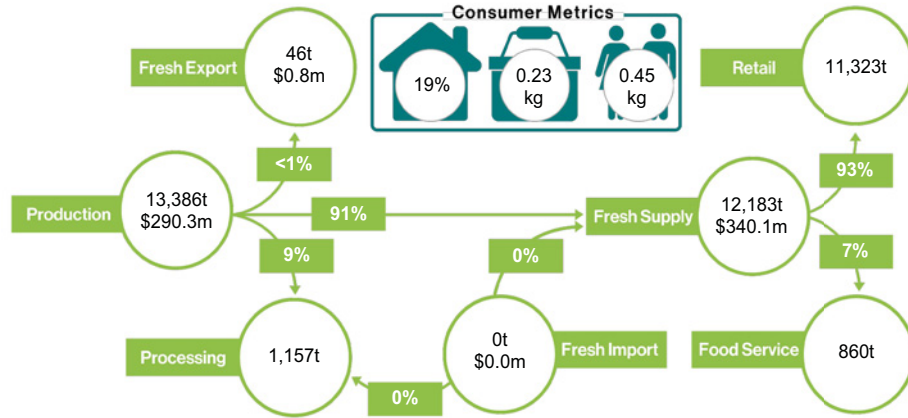 Consumer Metrics
19%
0.23
kg
0.45
kg
Fresh Export
46t
$0.8m
Retail
11,323t
<1%
93%
Production
13,386t
$290.3m
91%
Fresh Supply
12,183t
$340.1m
9%
0%
7%
Processing
1,157t
0t
$0.0m
Fresh Import
Food Service
860t
0%